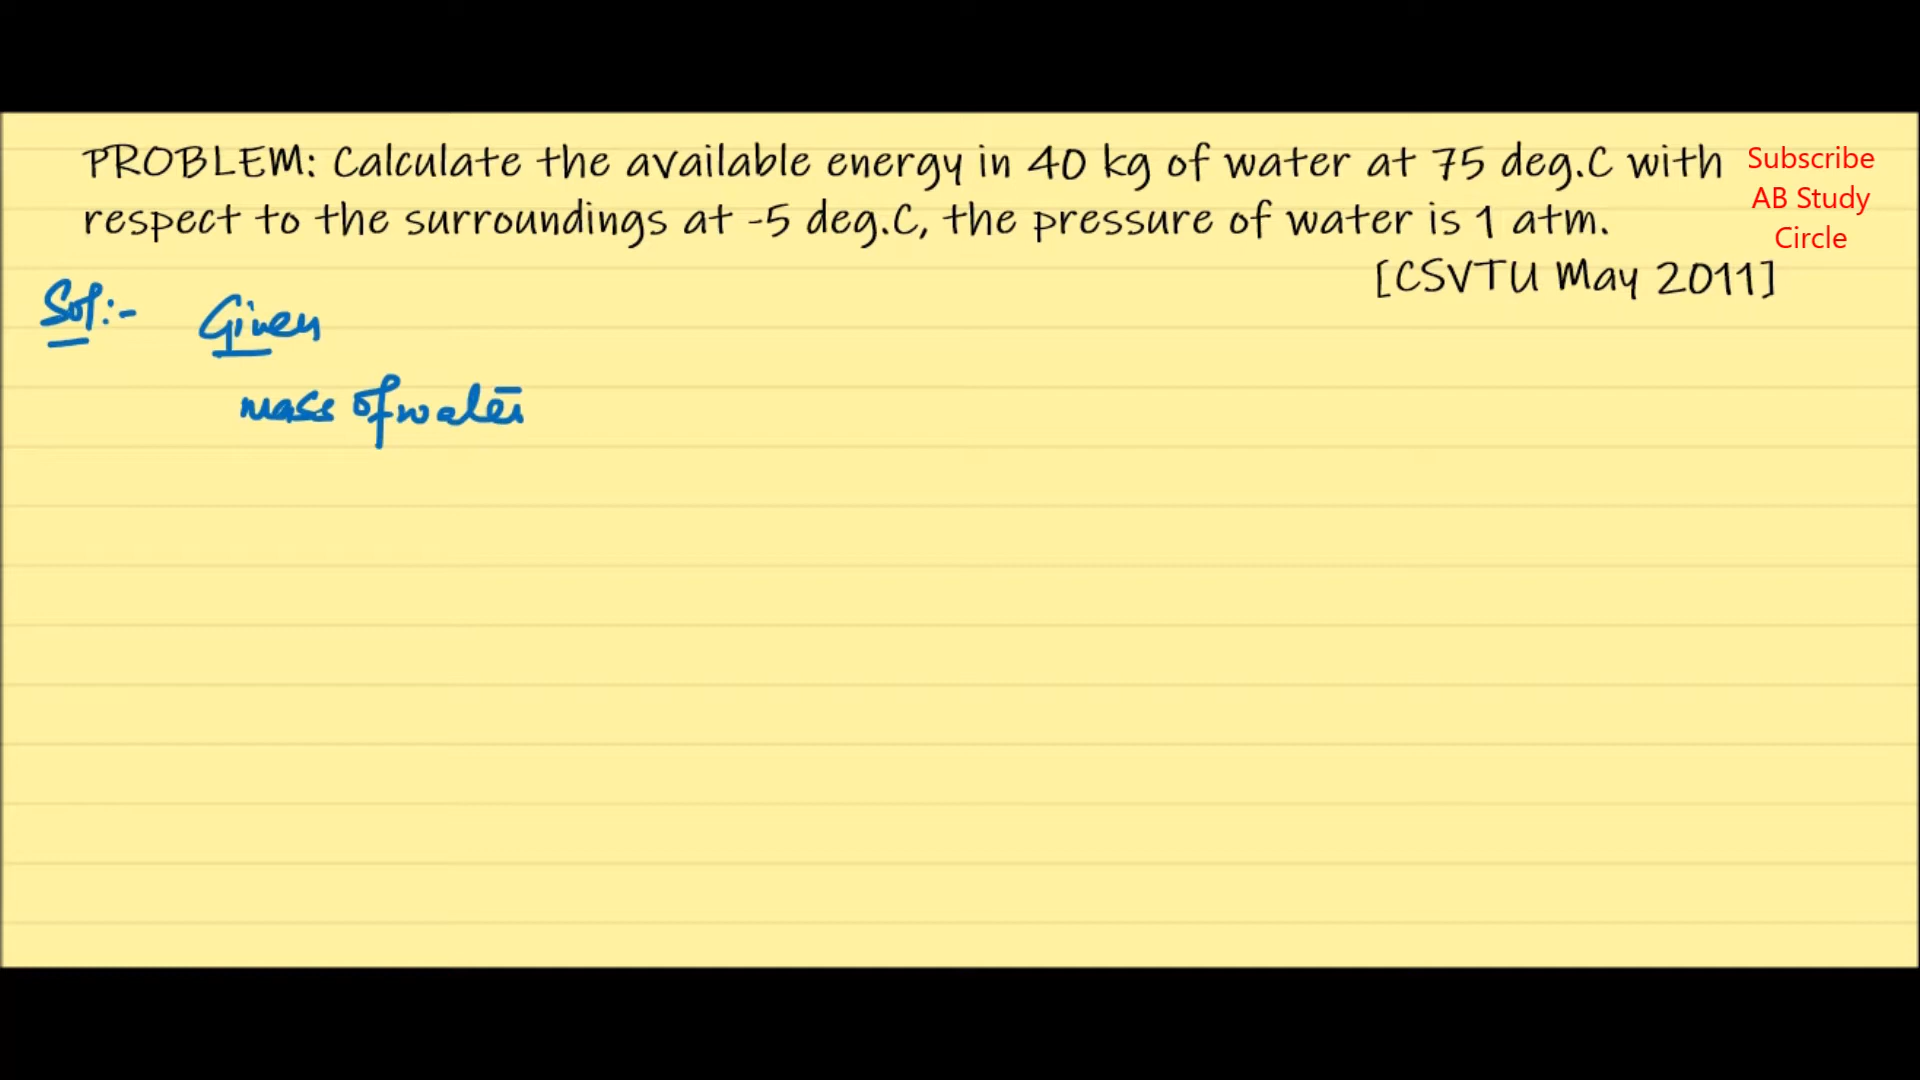 PROBLEM: Calculate the available energy in 40 kg of water at 75 deg.C with
respect to the surroundings at -5 deg.C, the pressure of water is 1 atm.
[CSVTU May 2011]
Subscribe
AB Study
Circle
Sol:- Given
mass of water